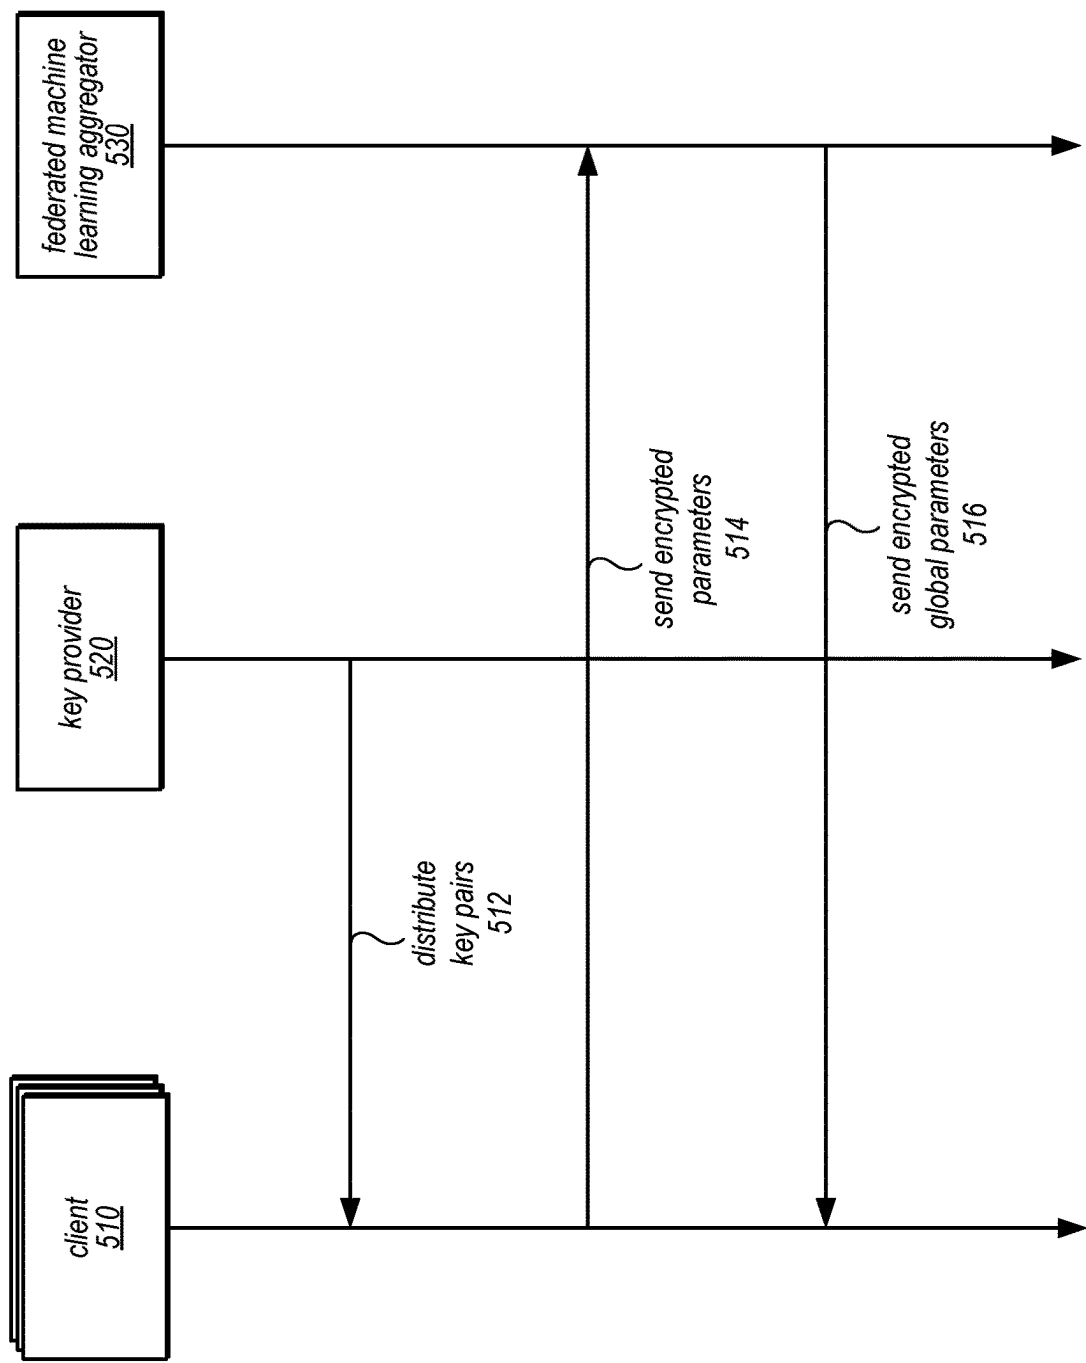 client
510
key provider
520
federated machine
learning aggregator
530
distribute
key pairs
512
send encrypted
parameters
514
send encrypted
global parameters
516